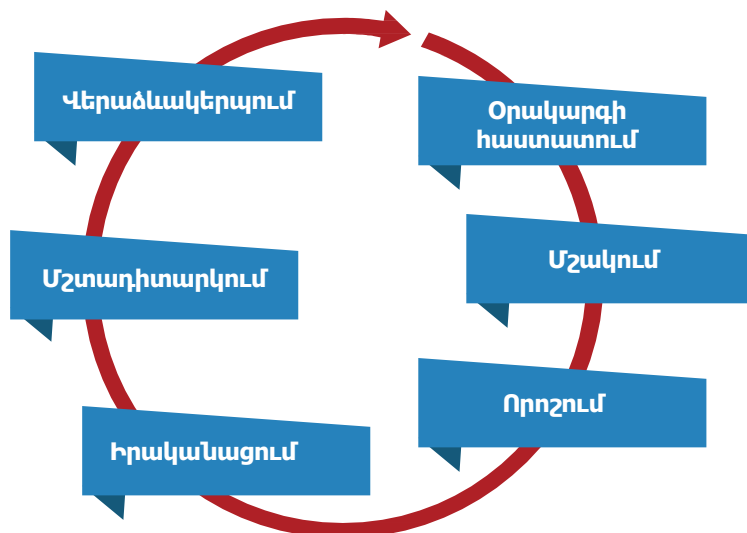 Օրակարգի
հաստատում
Մշակում
Որոշում
Իրականացում
Մշտադիտարկում
Վերաձևակերպում